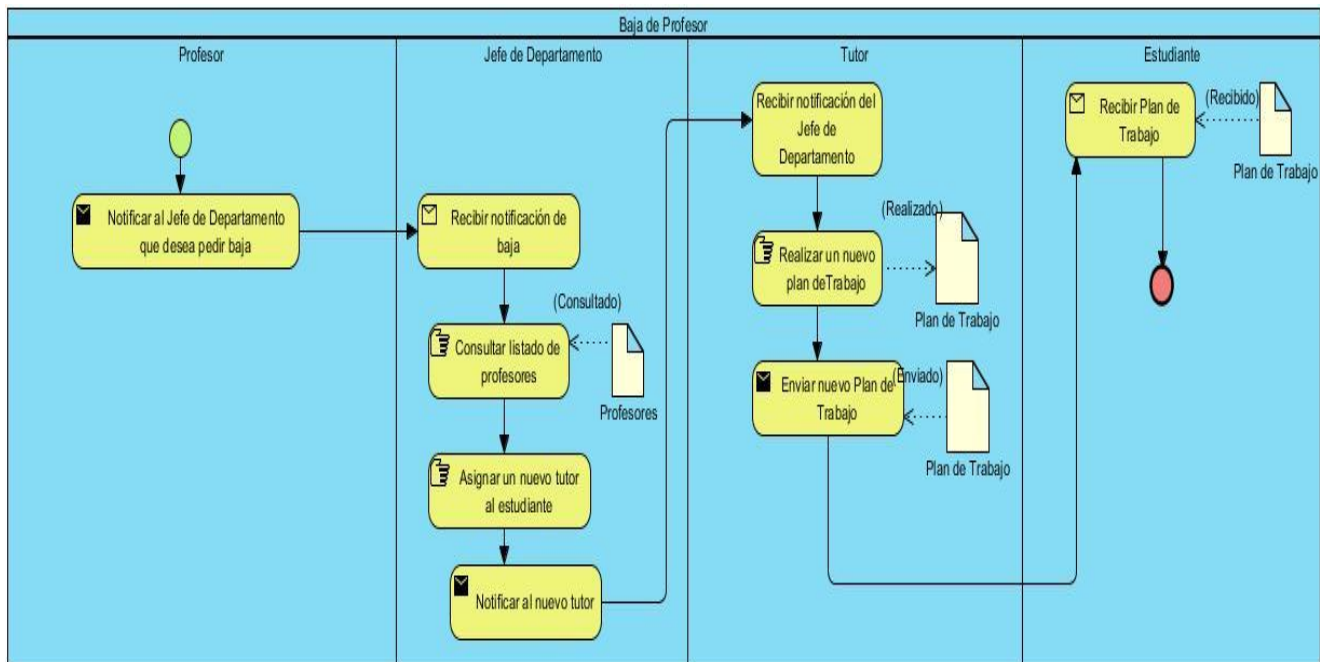 Baja de Profesor
Profesor
Jefe de Departamento
Tutor
Estudiante
Notificar al Jefe de Departamento
que desea pedir baja
Recibir notificación de
baja
(Consultado)
Consultar listado de
profesores
Profesores
Asignar un nuevo tutor
al estudiante
Notificar al nuevo tutor
Recibir notificación del
Jefe de
Departamento
(Realizado)
Realizar un nuevo
plan deTrabajo
Plan de Trabajo
(Enviado)
Enviar nuevo Plan de
Trabajo
Plan de Trabajo
Recibir Plan de
Trabajo
(Recibido)
Plan de Trabajo